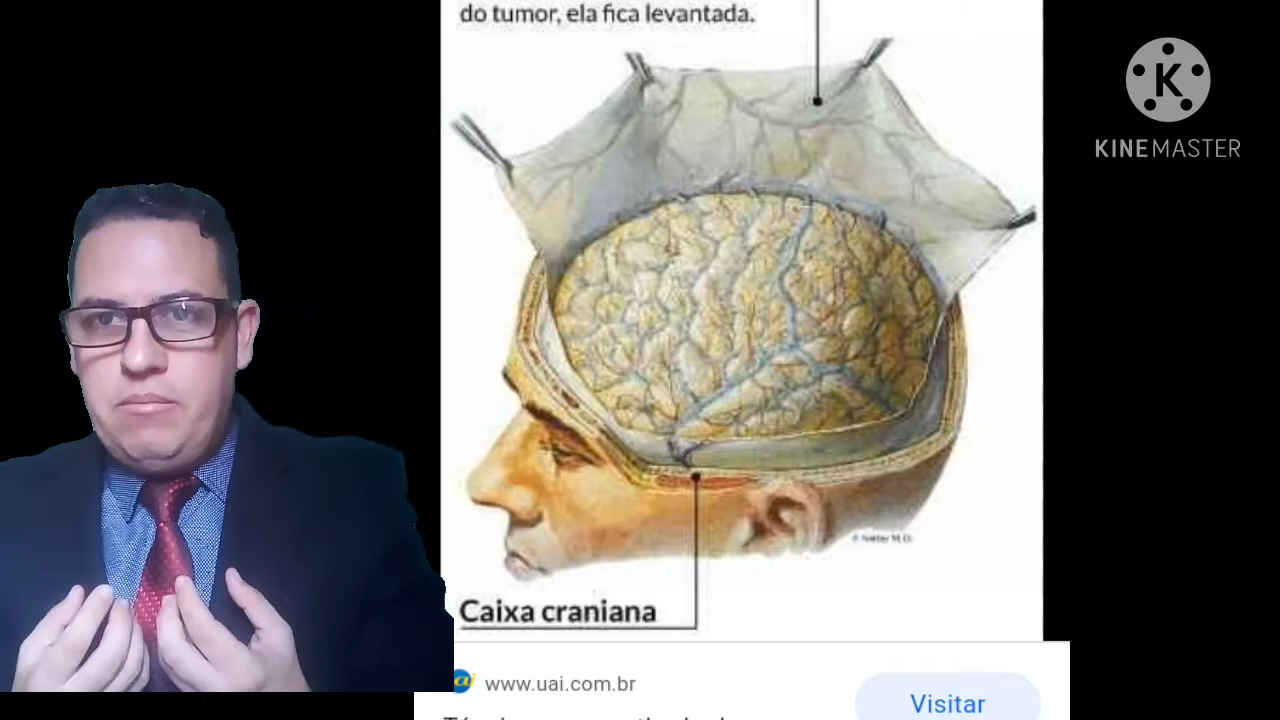 do tumor, ela fica levantada.
K
KINEMASTER
Caixa craniana
www.uai.com.br
Visitar